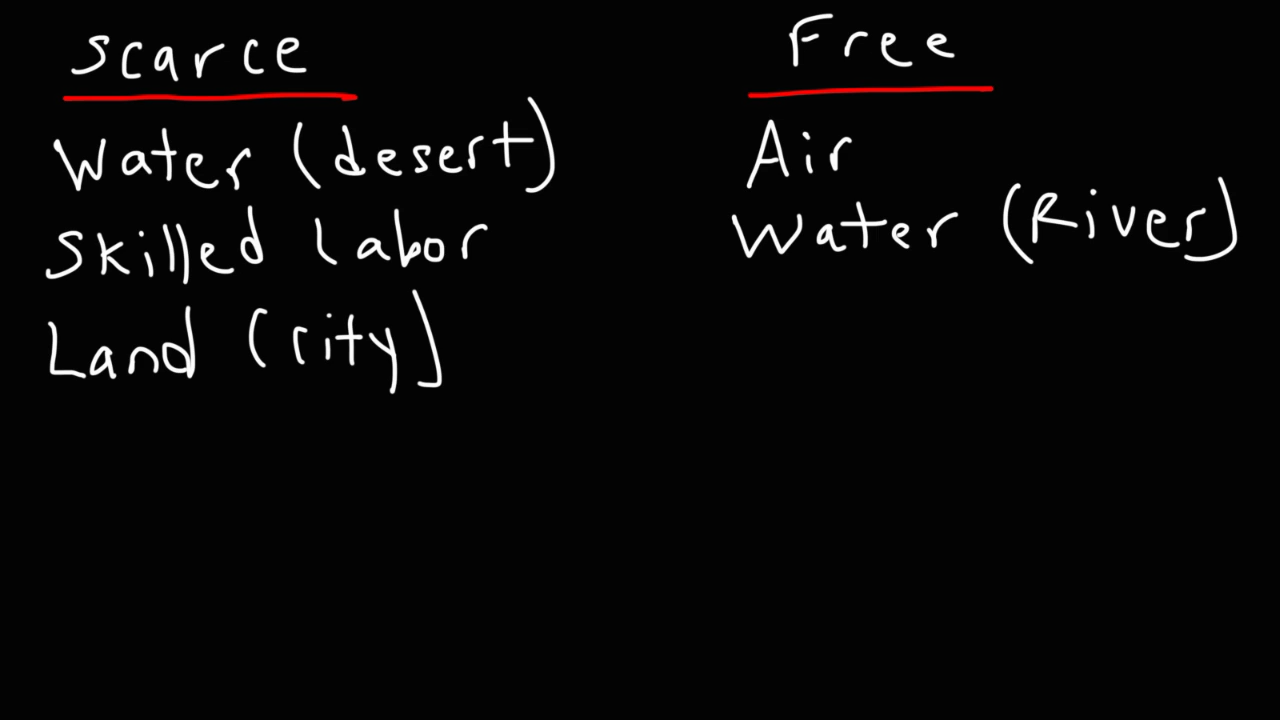 Scarce
Water (desert)
Skilled labor
Land (city]
Free
Air
Water (River)